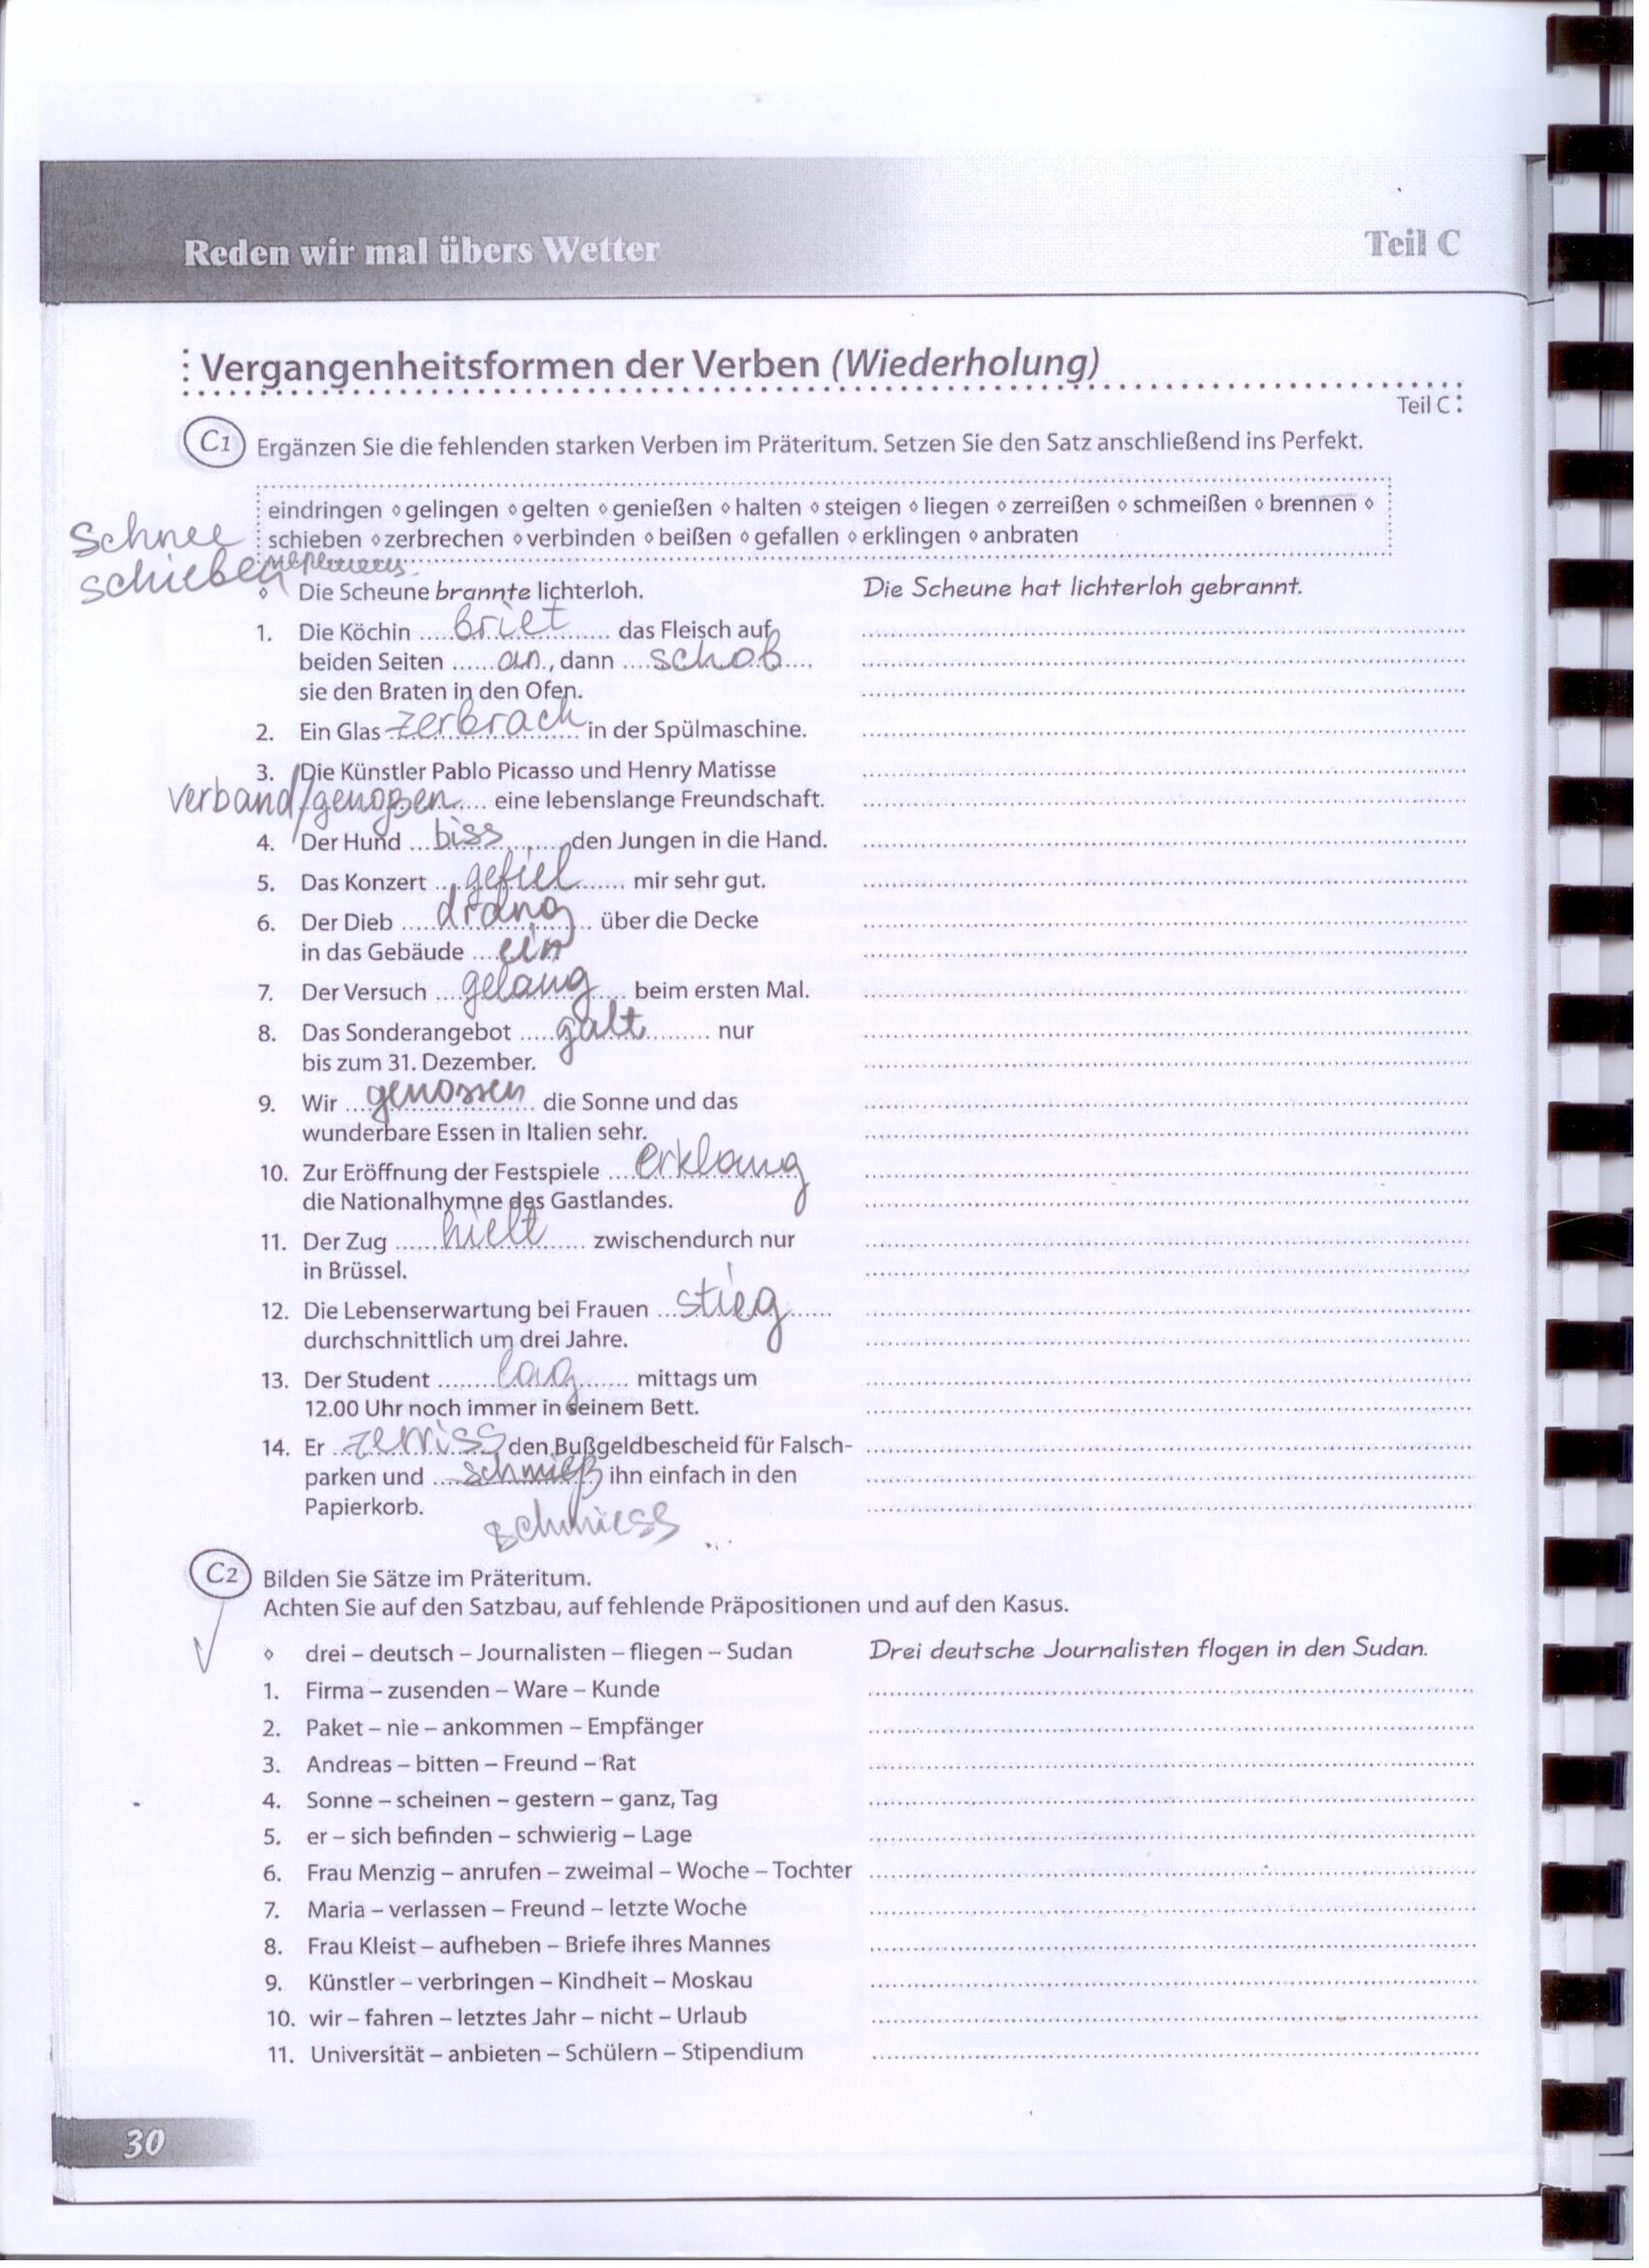 Reden wir mal übers Wetter Teil C
Vergangenheitsformen der Verben (Wiederholung)
Teil C
C1 Ergänzen Sie die fehlenden starken Verben im Präteritum. Setzen Sie den Satz anschließend ins Perfekt.
eindringen ⋄ gelingen ⋄ gelten ⋄ genießen ⋄ halten ⋄ steigen ⋄ liegen ⋄ zerreißen ⋄ schmeißen ⋄ brennen ⋄
Schnee schieben ⋄ zerbrechen ⋄ verbinden ⋄ beißen ⋄ gefallen ⋄ erklingen ⋄ anbraten
schieben
⋄ Die Scheune brannte lichterloh. Die Scheune hat lichterloh gebrannt.
1. Die Köchin briet das Fleisch auf
beiden Seiten an, dann schob
sie den Braten in den Ofen.
2. Ein Glas zerbrach in der Spülmaschine.
3. Die Künstler Pablo Picasso und Henry Matisse
verband/genoßen eine lebenslange Freundschaft.
4. Der Hund biss den Jungen in die Hand.
5. Das Konzert gefiel mir sehr gut.
6. Der Dieb drang über die Decke
in das Gebäude ein
7. Der Versuch gelang beim ersten Mal.
8. Das Sonderangebot galt nur
bis zum 31. Dezember.
9. Wir genossen die Sonne und das
wunderbare Essen in Italien sehr.
10. Zur Eröffnung der Festspiele erklang
die Nationalhymne des Gastlandes.
11. Der Zug hielt zwischendurch nur
in Brüssel.
12. Die Lebenserwartung bei Frauen stieg
durchschnittlich um drei Jahre.
13. Der Student lag mittags um
12.00 Uhr noch immer in seinem Bett.
14. Er zerriss den Bußgeldbescheid für Falsch-
parken und schmieß ihn einfach in den
Papierkorb.
schmiess
C2 Bilden Sie Sätze im Präteritum.
Achten Sie auf den Satzbau, auf fehlende Präpositionen und auf den Kasus.
⋄ drei – deutsch – Journalisten – fliegen – Sudan Drei deutsche Journalisten flogen in den Sudan.
1. Firma – zusenden – Ware – Kunde
2. Paket – nie – ankommen – Empfänger
3. Andreas – bitten – Freund – Rat
4. Sonne – scheinen – gestern – ganz, Tag
5. er – sich befinden – schwierig – Lage
6. Frau Menzig – anrufen – zweimal – Woche – Tochter
7. Maria – verlassen – Freund – letzte Woche
8. Frau Kleist – aufheben – Briefe ihres Mannes
9. Künstler – verbringen – Kindheit – Moskau
10. wir – fahren – letztes Jahr – nicht – Urlaub
11. Universität – anbieten – Schülern – Stipendium
30